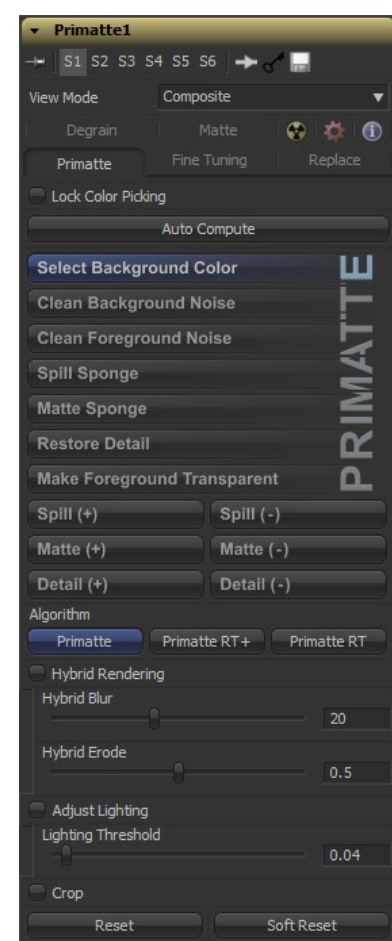 Primatte1
S1 S2 S3 S4 S5 S6
View Mode Composite
Degrain Matte
Primatte Fine Tuning Replace
Lock Color Picking
Auto Compute
Select Background Color
Clean Background Noise
Clean Foreground Noise
Spill Sponge
Matte Sponge
Restore Detail
Make Foreground Transparent
PRIMATTE
Spill (+) Spill (-)
Matte (+) Matte (-)
Detail (+) Detail (-)
Algorithm
Primatte Primatte RT+ Primatte RT
Hybrid Rendering
Hybrid Blur
20
Hybrid Erode
0.5
Adjust Lighting
Lighting Threshold
0.04
Crop
Reset Soft Reset